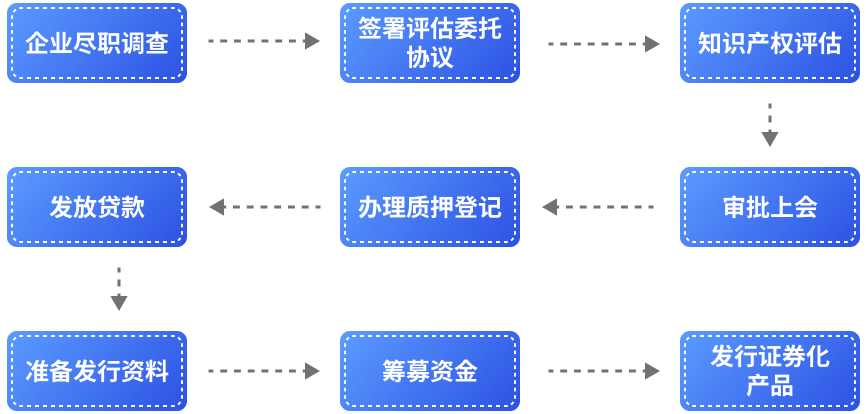 企业尽职调查
签署评估委托
协议
知识产权评估
审批上会
办理质押登记
发放贷款
准备发行资料
筹募资金
发行证券化
产品